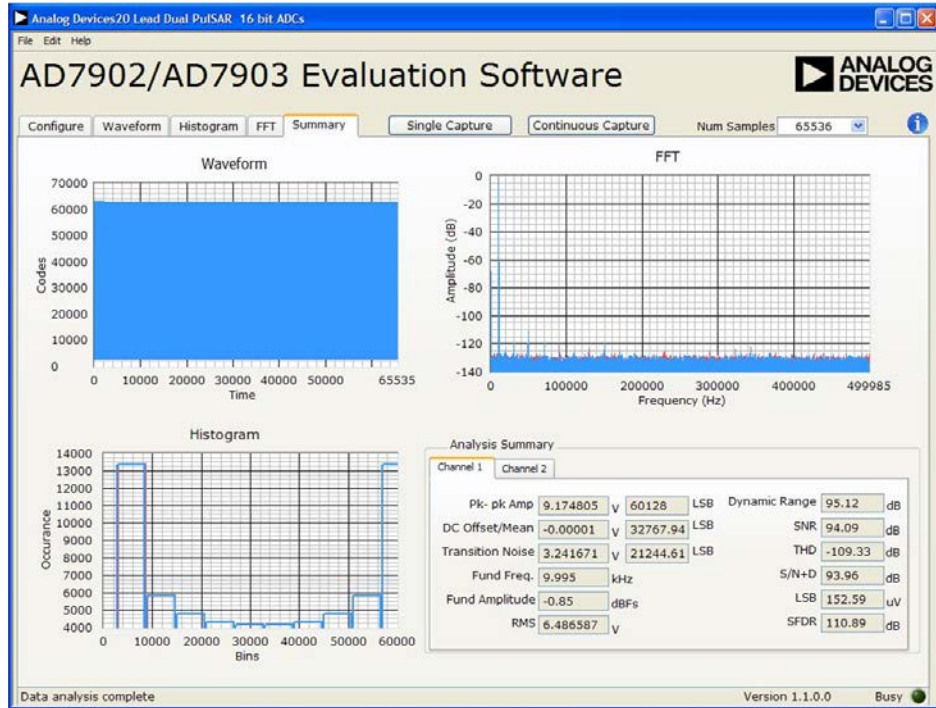 Analog Devices20 Lead Dual PulSAR 16 bit ADCs
File Edit Help
AD7902/AD7903 Evaluation Software
ANALOG DEVICES
Configure Waveform Histogram FFT Summary Single Capture Continuous Capture Num Samples 65536
Waveform
70000
60000
50000
40000
30000
20000
10000
0
Codes
0 10000 20000 30000 40000 50000 65535
Time
FFT
0
-20
-40
-60
-80
-100
-120
-140
Amplitude (dB)
0 100000 200000 300000 400000 499985
Frequency (Hz)
Histogram
14000
13000
12000
11000
10000
9000
8000
7000
6000
5000
4000
Occurance
0 10000 20000 30000 40000 50000 60000
Bins
Analysis Summary
Channel 1 Channel 2
Pk- pk Amp 9.174805 V 60128 LSB
DC Offset/Mean -0.00001 V 32767.94 LSB
Transition Noise 3.241671 V 21244.61 LSB
Fund Freq. 9.995 kHz
Fund Amplitude -0.85 dBFs
RMS 6.486587 V
Dynamic Range 95.12 dB
SNR 94.09 dB
THD -109.33 dB
S/N+D 93.96 dB
LSB 152.59 uV
SFDR 110.89 dB
Data analysis complete
Version 1.1.0.0 Busy